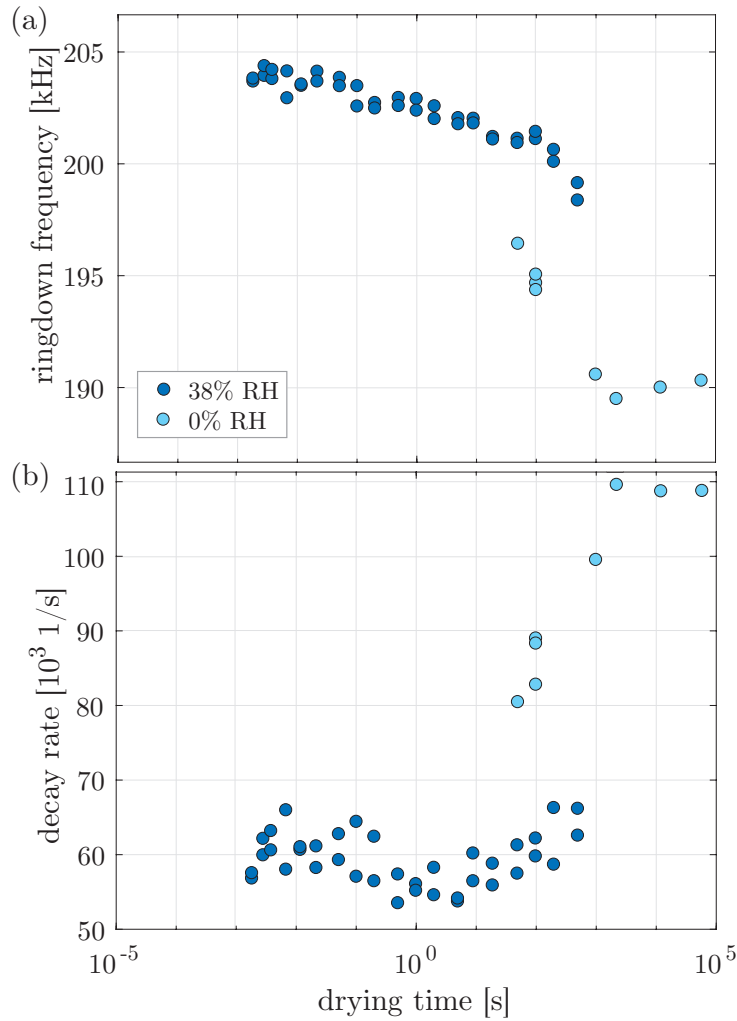 (a)
ringdown frequency [kHz]
205
200
195
190
38% RH
0% RH
(b)
decay rate [10³ 1/s]
110
100
90
80
70
60
50
10⁻⁵
10⁰
10⁵
drying time [s]